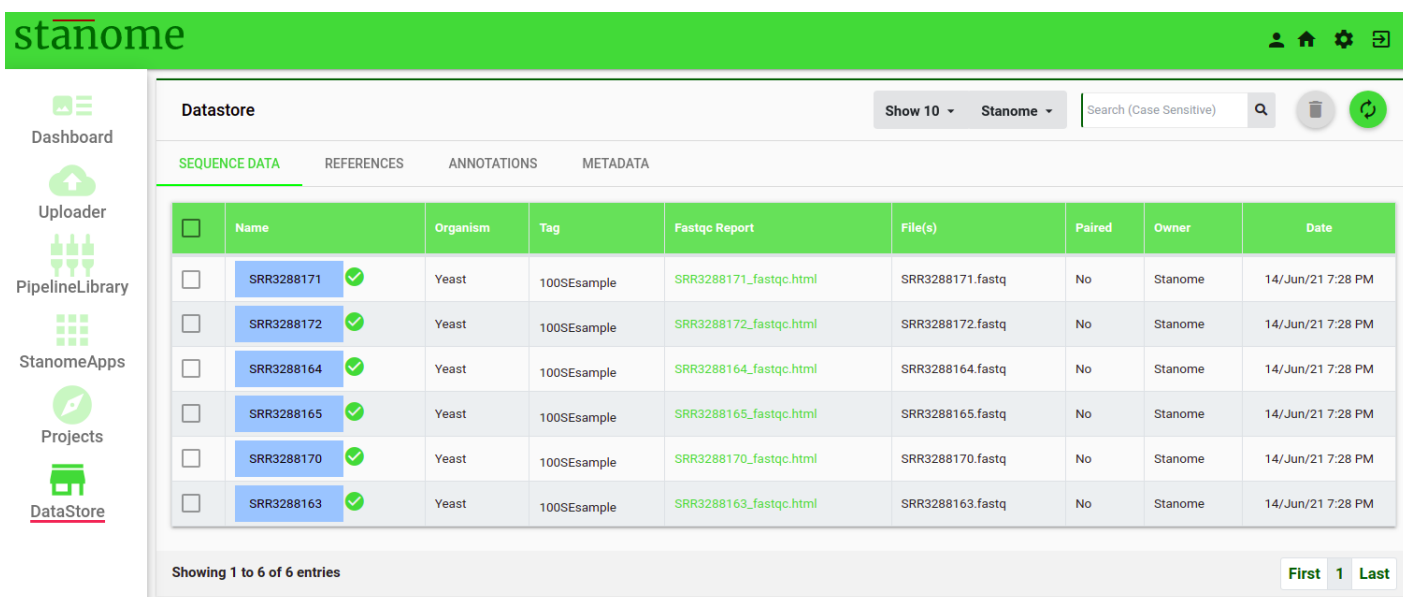 stanome
Dashboard
Uploader
PipelineLibrary
StanomeApps
Projects
DataStore
Datastore Show 10 Stanome Search (Case Sensitive)
SEQUENCE DATA REFERENCES ANNOTATIONS METADATA
Name Organism Tag Fastqc Report File(s) Paired Owner Date
SRR3288171 Yeast 100SEsample SRR3288171_fastqc.html SRR3288171.fastq No Stanome 14/Jun/21 7:28 PM
SRR3288172 Yeast 100SEsample SRR3288172_fastqc.html SRR3288172.fastq No Stanome 14/Jun/21 7:28 PM
SRR3288164 Yeast 100SEsample SRR3288164_fastqc.html SRR3288164.fastq No Stanome 14/Jun/21 7:28 PM
SRR3288165 Yeast 100SEsample SRR3288165_fastqc.html SRR3288165.fastq No Stanome 14/Jun/21 7:28 PM
SRR3288170 Yeast 100SEsample SRR3288170_fastqc.html SRR3288170.fastq No Stanome 14/Jun/21 7:28 PM
SRR3288163 Yeast 100SEsample SRR3288163_fastqc.html SRR3288163.fastq No Stanome 14/Jun/21 7:28 PM
Showing 1 to 6 of 6 entries First 1 Last